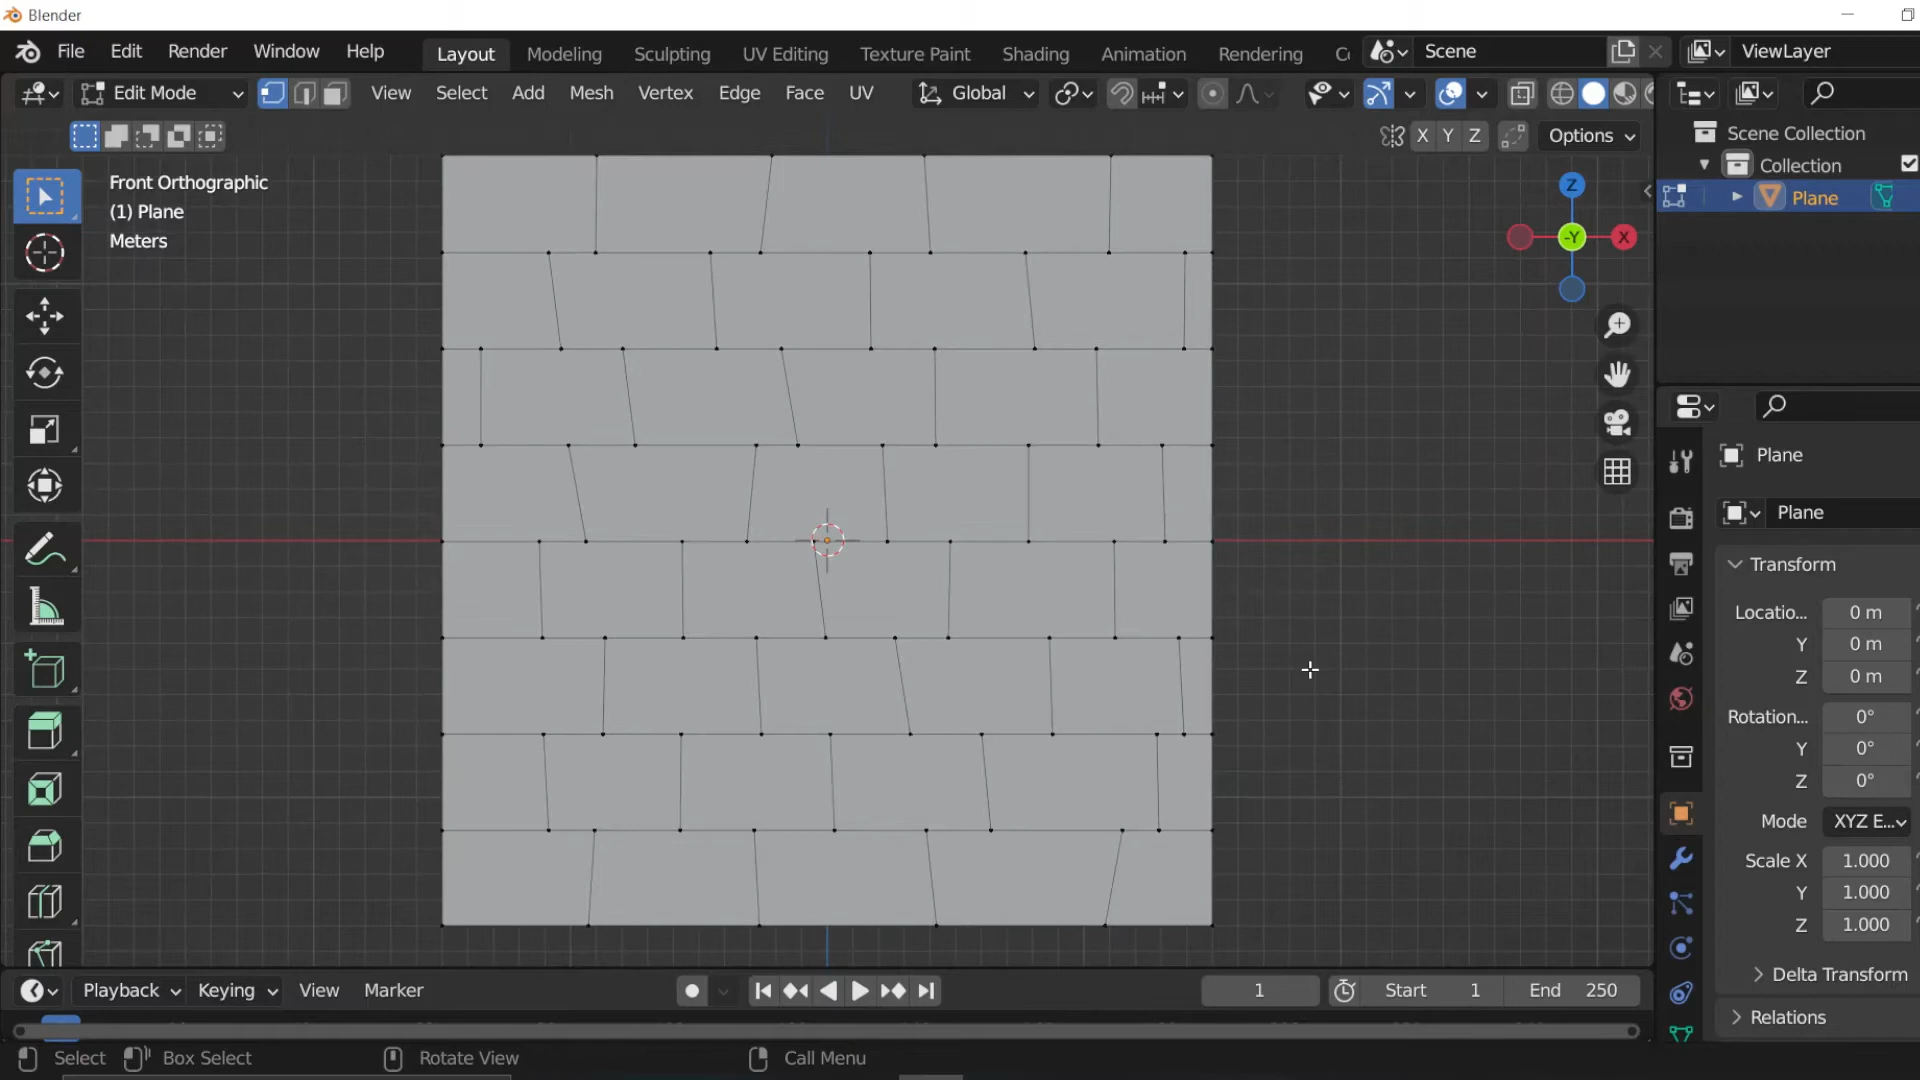 Blender
File Edit Render Window Help Layout Modeling Sculpting UV Editing Texture Paint Shading Animation Rendering Scene ViewLayer
Edit Mode View Select Add Mesh Vertex Edge Face UV Global
X Y Z Options
Scene Collection
Collection
Plane
Front Orthographic
(1) Plane
Meters
Z
-Y X
Plane
Plane
Transform
Locatio... 0 m
Y 0 m
Z 0 m
Rotation... 0°
Y 0°
Z 0°
Mode XYZ E...
Scale X 1.000
Y 1.000
Z 1.000
Delta Transform
Relations
Playback Keying View Marker 1 Start 1 End 250
Select Box Select Rotate View Call Menu